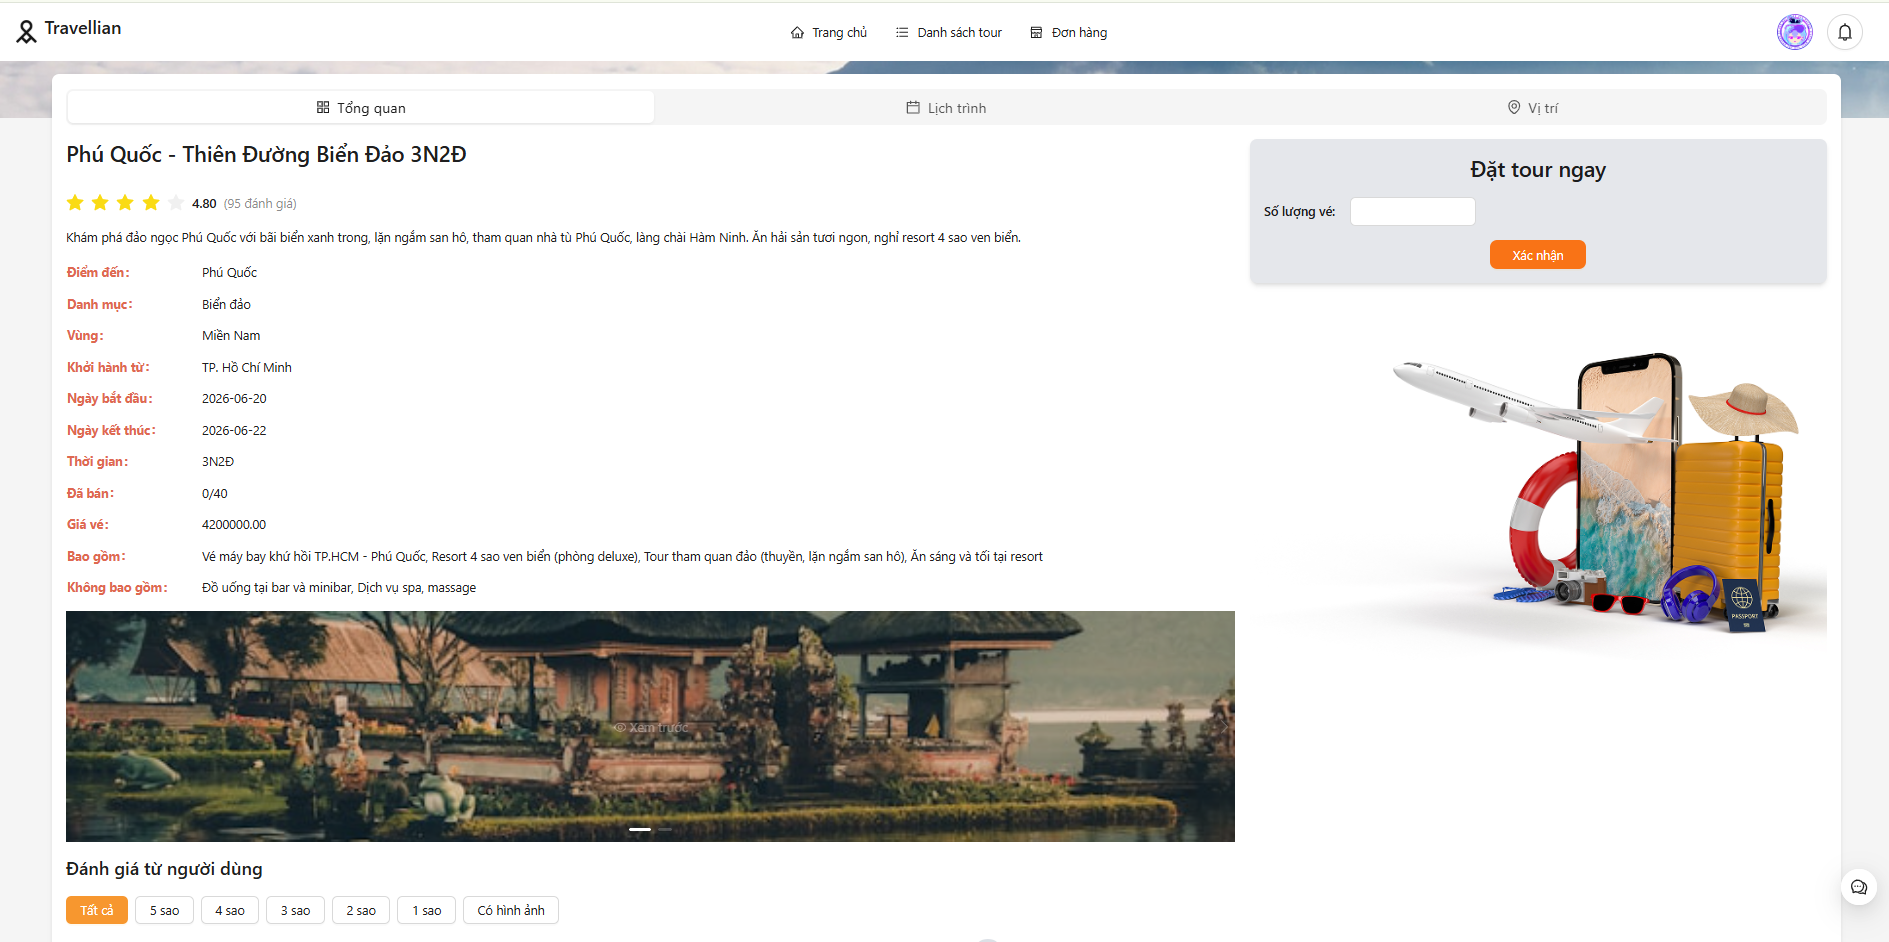 Travellian
Trang chủ
Danh sách tour
Đơn hàng
Tổng quan
Lịch trình
Vị trí
Phú Quốc - Thiên Đường Biển Đảo 3N2Đ
4.80 (95 đánh giá)
Khám phá đảo ngọc Phú Quốc với bãi biển xanh trong, lặn ngắm san hô, tham quan nhà tù Phú Quốc, làng chài Hàm Ninh. Ăn hải sản tươi ngon, nghỉ resort 4 sao ven biển.
Điểm đến: Phú Quốc
Danh mục: Biển đảo
Vùng: Miền Nam
Khởi hành từ: TP. Hồ Chí Minh
Ngày bắt đầu: 2026-06-20
Ngày kết thúc: 2026-06-22
Thời gian: 3N2Đ
Đã bán: 0/40
Giá vé: 4200000.00
Bao gồm: Vé máy bay khứ hồi TP.HCM - Phú Quốc, Resort 4 sao ven biển (phòng deluxe), Tour tham quan đảo (thuyền, lặn ngắm san hô), Ăn sáng và tối tại resort
Không bao gồm: Đồ uống tại bar và minibar, Dịch vụ spa, massage
Xem trước
Đánh giá từ người dùng
Tất cả
5 sao
4 sao
3 sao
2 sao
1 sao
Có hình ảnh
Đặt tour ngay
Số lượng vé:
Xác nhận
PASSPORT